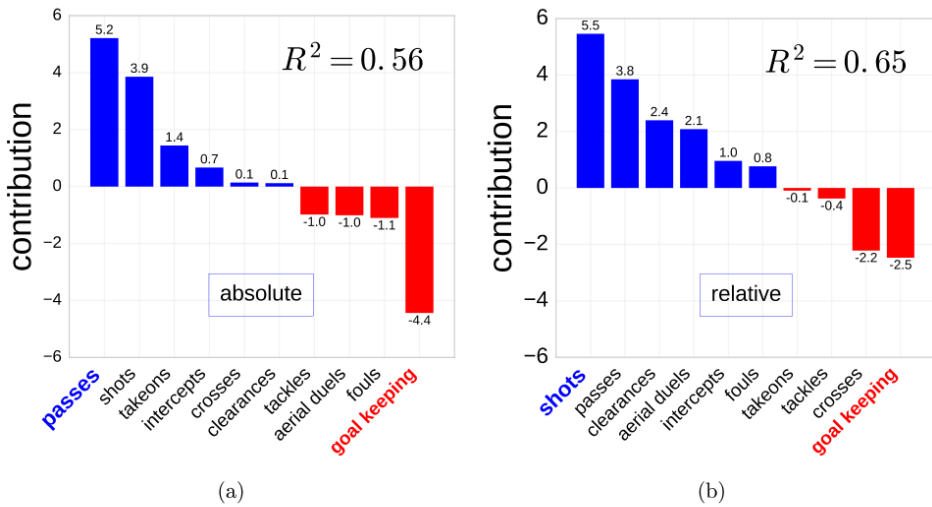 6
4
2
0
−2
−4
−6
contribution
5.2
3.9
1.4
0.7
0.1
0.1
-1.0
-1.0
-1.1
-4.4
R² = 0.56
absolute
passes
shots
takeons
intercepts
crosses
clearances
tackles
aerial duels
fouls
goal keeping
(a)
6
4
2
0
−2
−4
−6
contribution
5.5
3.8
2.4
2.1
1.0
0.8
-0.1
-0.4
-2.2
-2.5
R² = 0.65
relative
shots
passes
clearances
aerial duels
intercepts
fouls
takeons
tackles
crosses
goal keeping
(b)